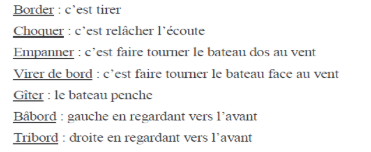 Border : c’est tirer
Choquer : c’est relâcher l’écoute
Empanner : c’est faire tourner le bateau dos au vent
Virer de bord : c’est faire tourner le bateau face au vent
Gîter : le bateau penche
Bâbord : gauche en regardant vers l’avant
Tribord : droite en regardant vers l’avant